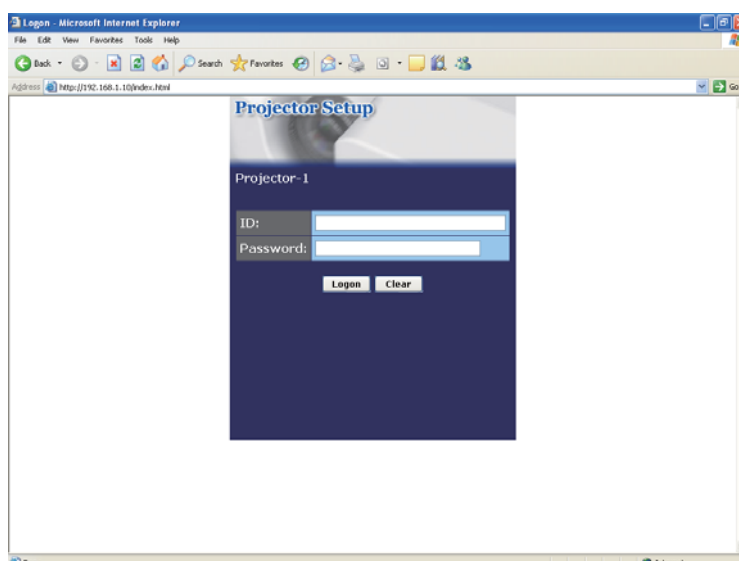 Logon - Microsoft Internet Explorer
File Edit View Favorites Tools Help
Back Search Favorites
Address http://192.168.1.10/index.html Go
Projector Setup
Projector-1
ID:
Password:
Logon Clear